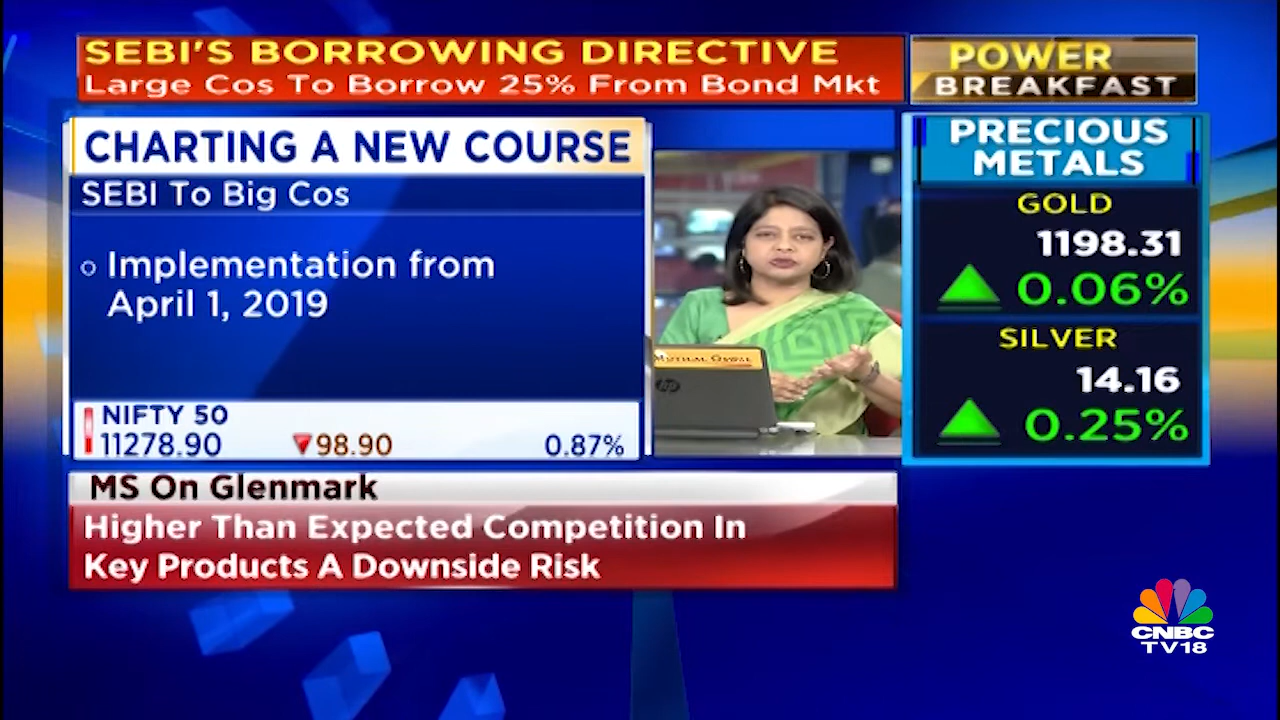 SEBI'S BORROWING DIRECTIVE
Large Cos To Borrow 25% From Bond Mkt
POWER
BREAKFAST
CHARTING A NEW COURSE
SEBI To Big Cos
Implementation from
April 1, 2019
NIFTY 50
11278.90 ▼98.90 0.87%
PRECIOUS
METALS
GOLD
1198.31
▲ 0.06%
SILVER
14.16
▲ 0.25%
MOTILAL OSWAL
hp
MS On Glenmark
Higher Than Expected Competition In
Key Products A Downside Risk
CNBC
TV18